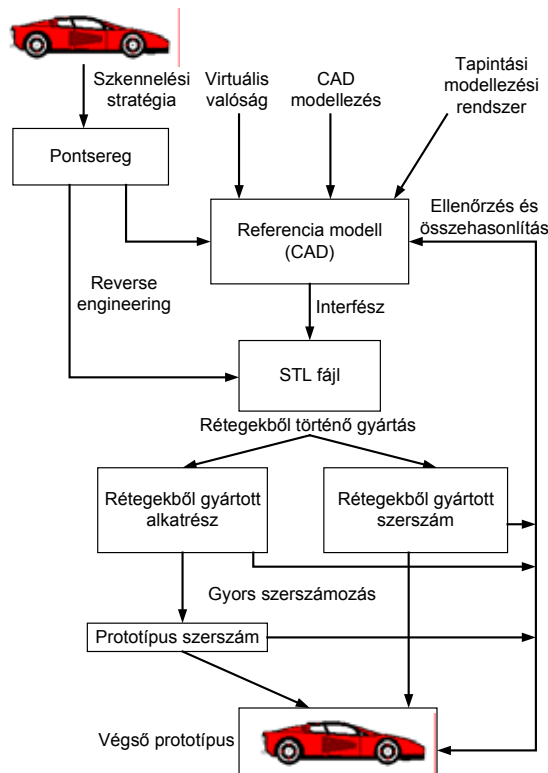 Szkennelési
stratégia
Virtuális
valóság
CAD
modellezés
Tapintási
modellezési
rendszer
Pontsereg
Ellenőrzés és
összehasonlítás
Referencia modell
(CAD)
Reverse
engineering
Interfész
STL fájl
Rétegekből történő gyártás
Rétegekből gyártott
alkatrész
Rétegekből gyártott
szerszám
Gyors szerszámozás
Prototípus szerszám
Végső prototípus